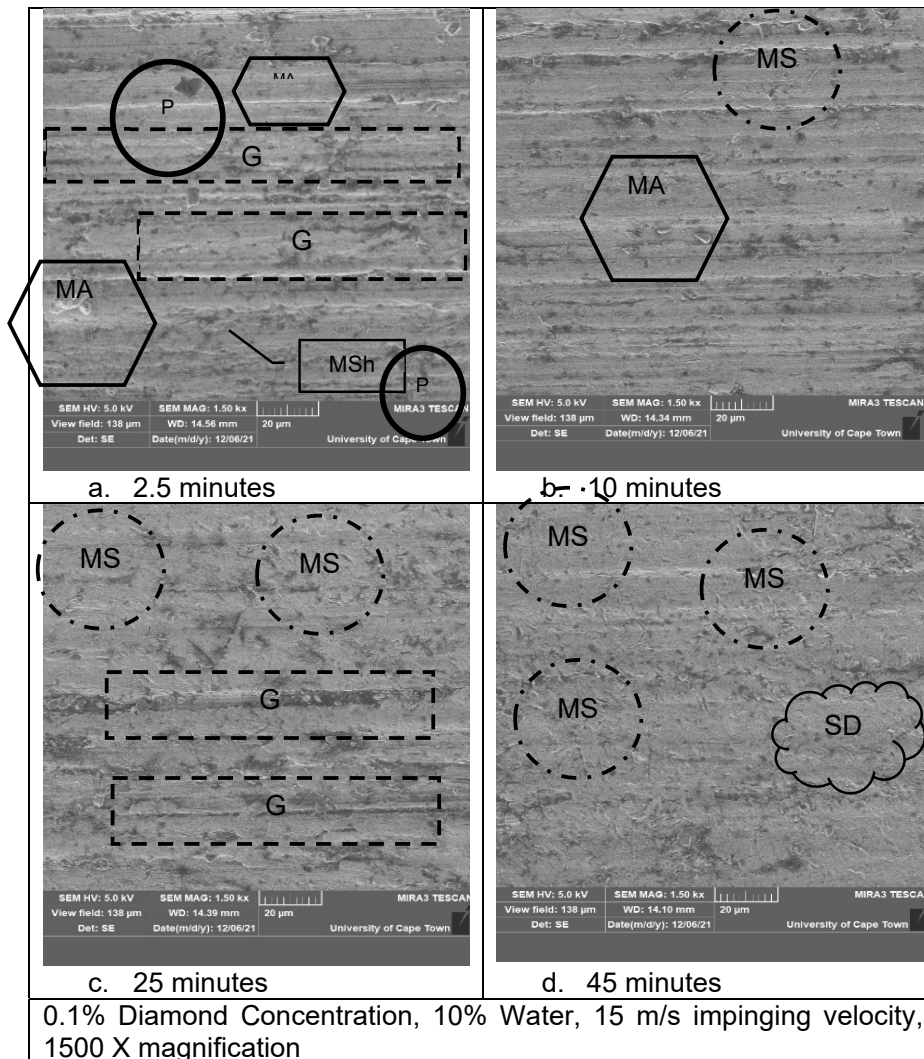 P
MA
G
G
MA
MSh
P
SEM HV: 5.0 kV SEM MAG: 1.50 kx MIRA3 TESCAN
View field: 138 µm WD: 14.56 mm 20 µm
Det: SE Date(m/d/y): 12/06/21 University of Cape Town
a. 2.5 minutes
MS
MA
SEM HV: 5.0 kV SEM MAG: 1.50 kx MIRA3 TESCAN
View field: 138 µm WD: 14.34 mm 20 µm
Det: SE Date(m/d/y): 12/06/21 University of Cape Town
b. 10 minutes
MS MS
G
G
SEM HV: 5.0 kV SEM MAG: 1.50 kx MIRA3 TESCAN
View field: 138 µm WD: 14.39 mm 20 µm
Det: SE Date(m/d/y): 12/06/21 University of Cape Town
c. 25 minutes
MS
MS
MS
SD
SEM HV: 5.0 kV SEM MAG: 1.50 kx MIRA3 TESCAN
View field: 138 µm WD: 14.10 mm 20 µm
Det: SE Date(m/d/y): 12/06/21 University of Cape Town
d. 45 minutes
0.1% Diamond Concentration, 10% Water, 15 m/s impinging velocity,
1500 X magnification